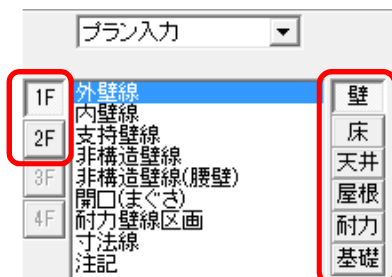 プラン入力
1F
2F
3F
4F
外壁線
内壁線
支持壁線
非構造壁線
非構造壁線(腰壁)
開口(まぐさ)
耐力壁線区画
寸法線
注記
壁
床
天井
屋根
耐力
基礎